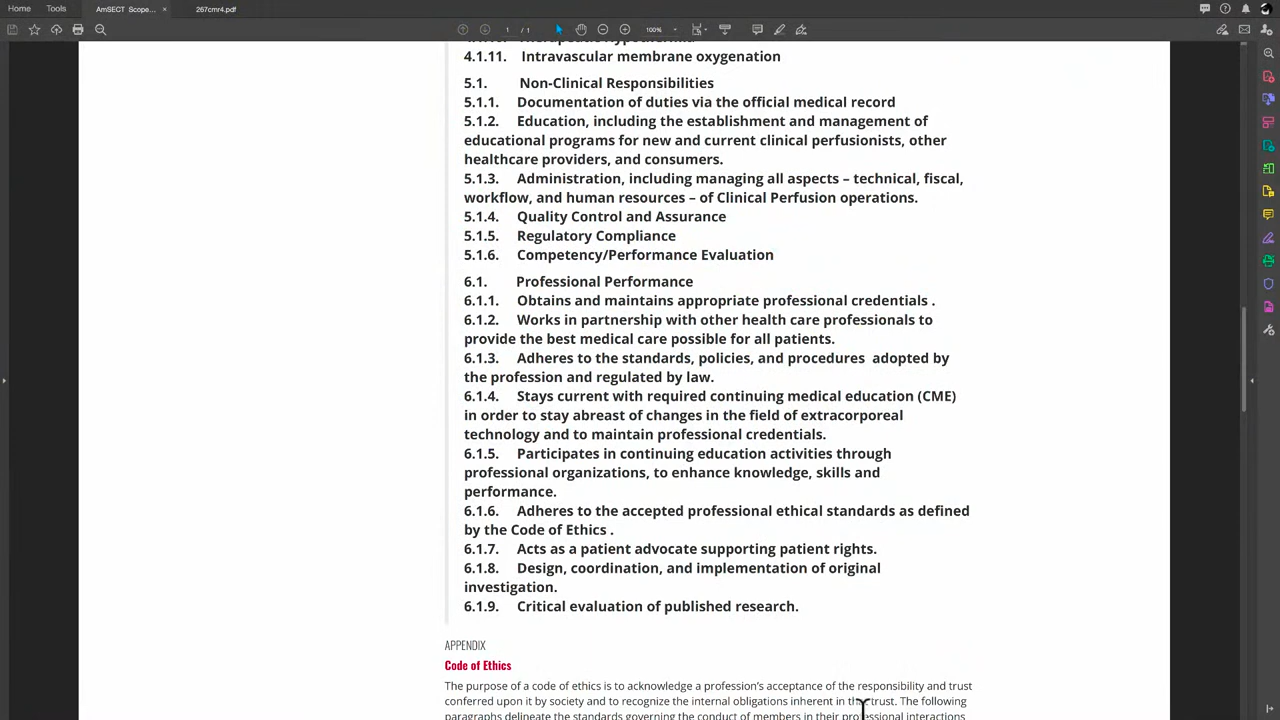 Home
Tools
AmSECT Scope...
267cmr4.pdf
1 / 1
100%
4.1.11. Intravascular membrane oxygenation
5.1. Non-Clinical Responsibilities
5.1.1. Documentation of duties via the official medical record
5.1.2. Education, including the establishment and management of
educational programs for new and current clinical perfusionists, other
healthcare providers, and consumers.
5.1.3. Administration, including managing all aspects – technical, fiscal,
workflow, and human resources – of Clinical Perfusion operations.
5.1.4. Quality Control and Assurance
5.1.5. Regulatory Compliance
5.1.6. Competency/Performance Evaluation
6.1. Professional Performance
6.1.1. Obtains and maintains appropriate professional credentials .
6.1.2. Works in partnership with other health care professionals to
provide the best medical care possible for all patients.
6.1.3. Adheres to the standards, policies, and procedures adopted by
the profession and regulated by law.
6.1.4. Stays current with required continuing medical education (CME)
in order to stay abreast of changes in the field of extracorporeal
technology and to maintain professional credentials.
6.1.5. Participates in continuing education activities through
professional organizations, to enhance knowledge, skills and
performance.
6.1.6. Adheres to the accepted professional ethical standards as defined
by the Code of Ethics .
6.1.7. Acts as a patient advocate supporting patient rights.
6.1.8. Design, coordination, and implementation of original
investigation.
6.1.9. Critical evaluation of published research.
APPENDIX
Code of Ethics
The purpose of a code of ethics is to acknowledge a profession's acceptance of the responsibility and trust
conferred upon it by society and to recognize the internal obligations inherent in the trust. The following
paragraphs delineate the standards governing the conduct of members in their professional interactions